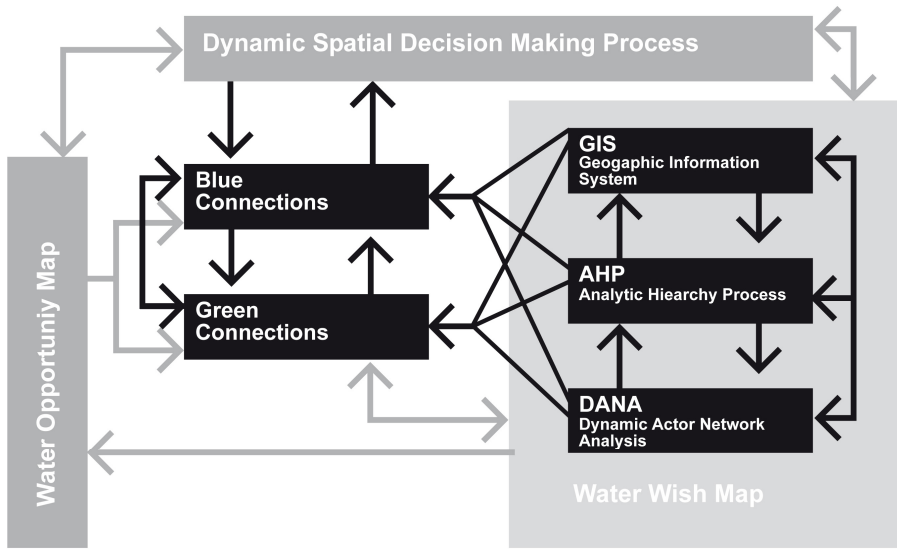 Dynamic Spatial Decision Making Process
GIS
Geogaphic Information
System
Blue
Connections
AHP
Analytic Hiearchy Process
Green
Connections
DANA
Dynamic Actor Network
Analysis
Water Opportuniy Map
Water Wish Map